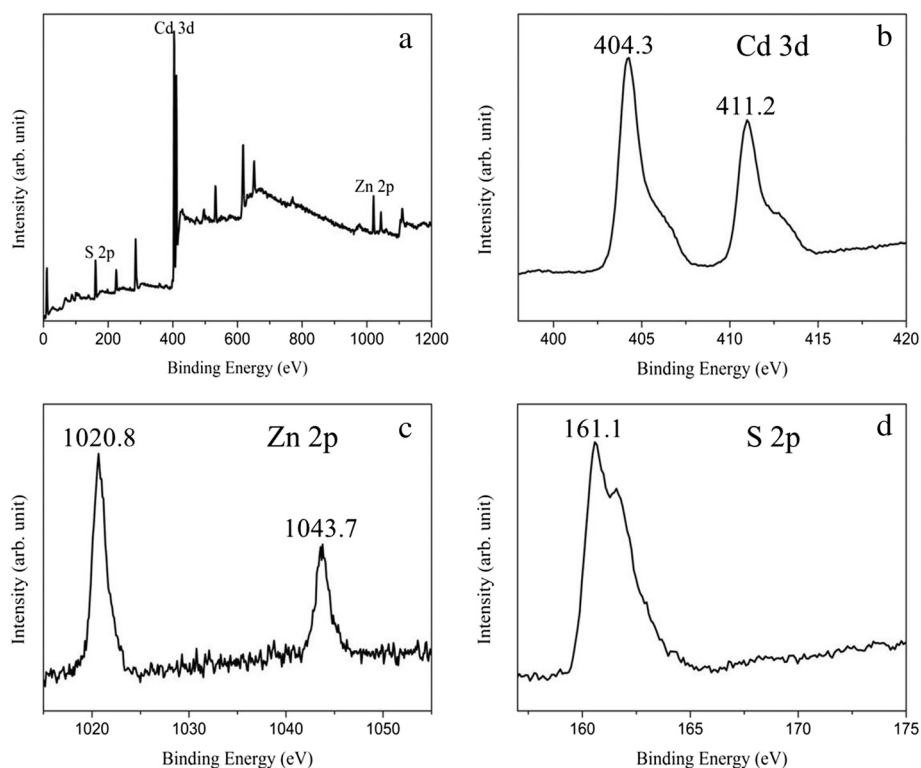 a
Cd 3d
S 2p
Zn 2p
Intensity (arb. unit)
0 200 400 600 800 1000 1200
Binding Energy (eV)
b
Cd 3d
404.3
411.2
Intensity (arb. unit)
400 405 410 415 420
Binding Energy (eV)
c
Zn 2p
1020.8
1043.7
Intensity (arb. unit)
1020 1030 1040 1050
Binding Energy (eV)
d
S 2p
161.1
Intensity (arb. unit)
160 165 170 175
Binding Energy (eV)